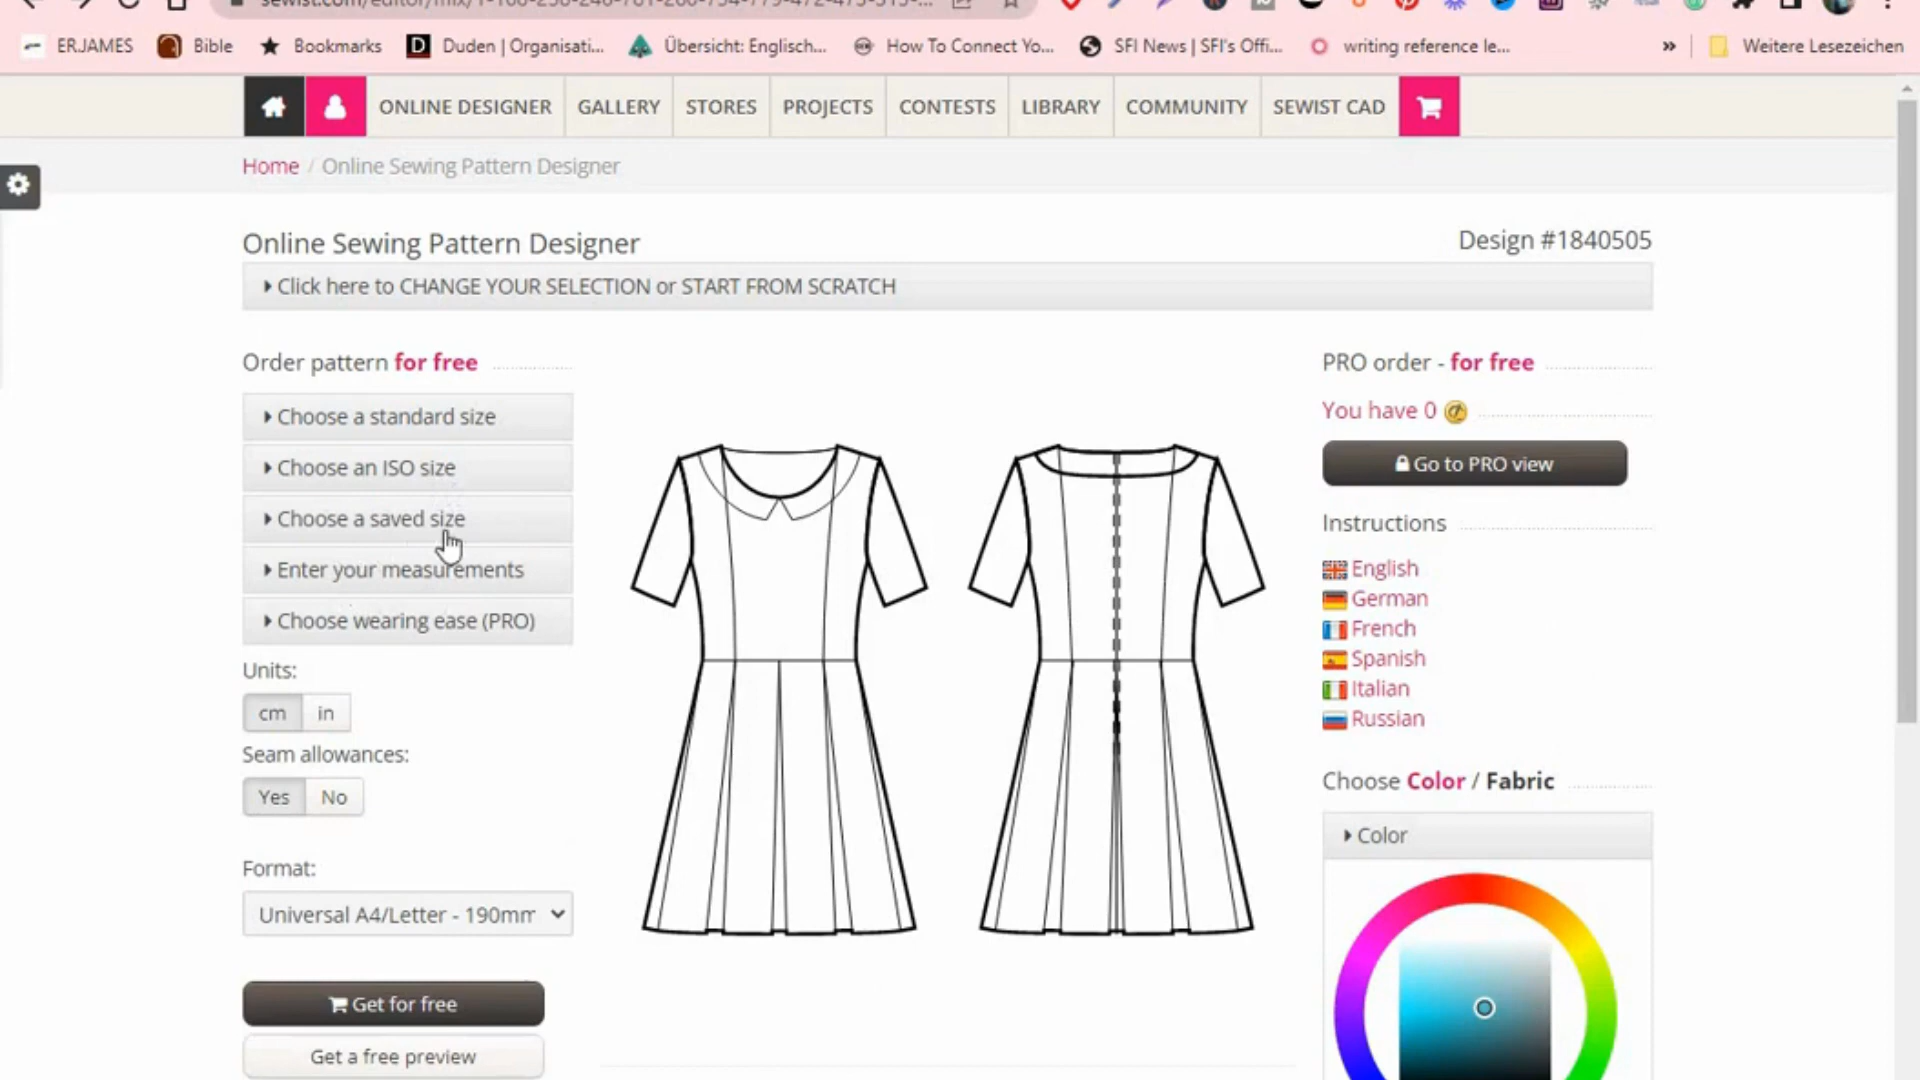 ER.JAMES Bible Bookmarks Duden | Organisati... Übersicht: Englisch... How To Connect Yo... SFI News | SFI's Offi... writing reference le... » Weitere Lesezeichen
ONLINE DESIGNER GALLERY STORES PROJECTS CONTESTS LIBRARY COMMUNITY SEWIST CAD
Home / Online Sewing Pattern Designer
Online Sewing Pattern Designer
Design #1840505
Click here to CHANGE YOUR SELECTION or START FROM SCRATCH
Order pattern for free
Choose a standard size
Choose an ISO size
Choose a saved size
Enter your measurements
Choose wearing ease (PRO)
Units:
cm in
Seam allowances:
Yes No
Format:
Universal A4/Letter - 190mm
Get for free
Get a free preview
PRO order - for free
You have 0
Go to PRO view
Instructions
English
German
French
Spanish
Italian
Russian
Choose Color / Fabric
Color